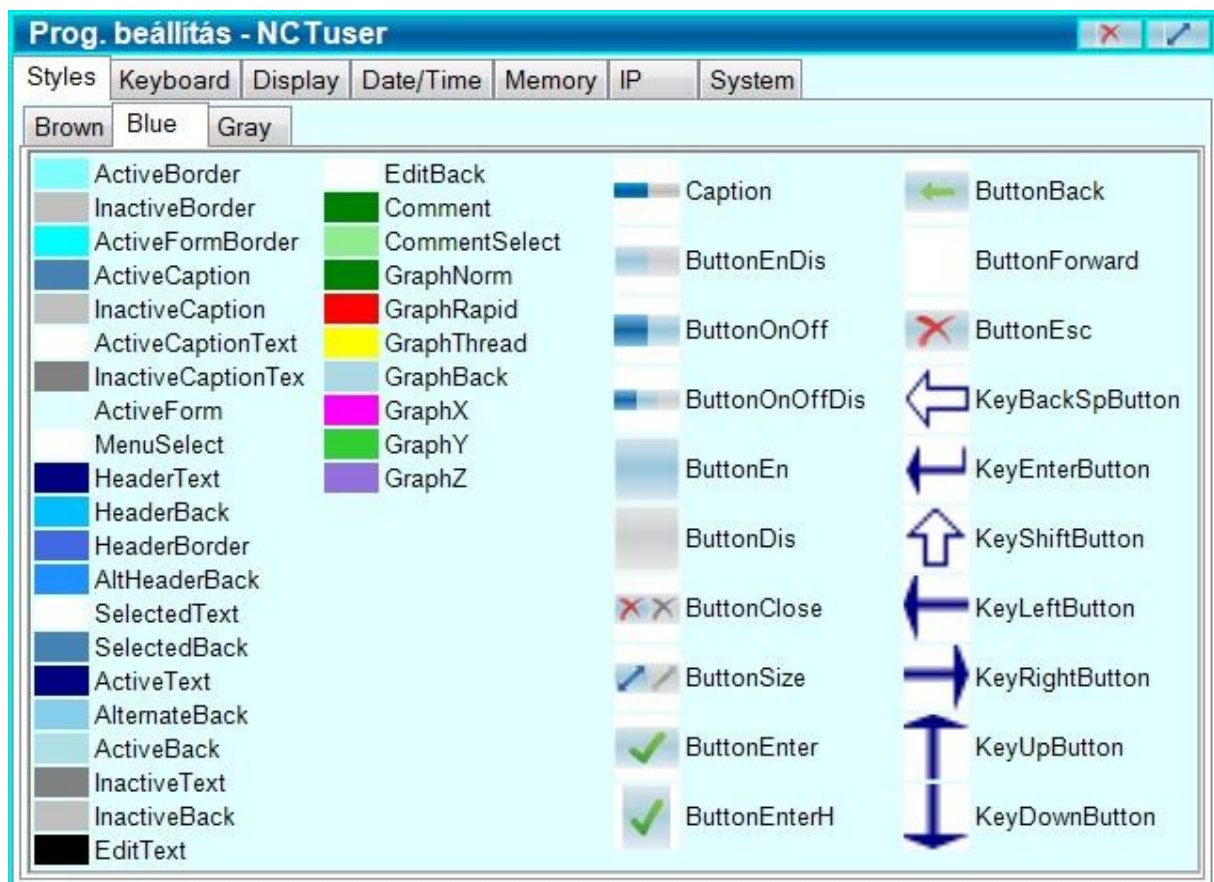 Prog. beállítás - NCTuser
Styles Keyboard Display Date/Time Memory IP System
Brown Blue Gray
ActiveBorder
InactiveBorder
ActiveFormBorder
ActiveCaption
InactiveCaption
ActiveCaptionText
InactiveCaptionTex
ActiveForm
MenuSelect
HeaderText
HeaderBack
HeaderBorder
AltHeaderBack
SelectedText
SelectedBack
ActiveText
AlternateBack
ActiveBack
InactiveText
InactiveBack
EditText
EditBack
Comment
CommentSelect
GraphNorm
GraphRapid
GraphThread
GraphBack
GraphX
GraphY
GraphZ
Caption
ButtonEnDis
ButtonOnOff
ButtonOnOffDis
ButtonEn
ButtonDis
ButtonClose
ButtonSize
ButtonEnter
ButtonEnterH
ButtonBack
ButtonForward
ButtonEsc
KeyBackSpButton
KeyEnterButton
KeyShiftButton
KeyLeftButton
KeyRightButton
KeyUpButton
KeyDownButton